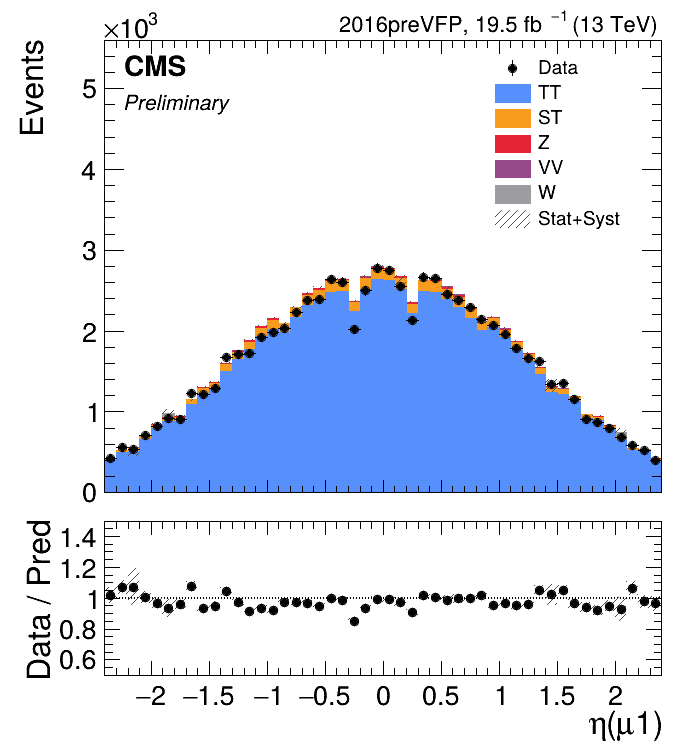 ×10³
2016preVFP, 19.5 fb ⁻¹ (13 TeV)
Events
CMS
Preliminary
Data
TT
ST
Z
VV
W
Stat+Syst
5
4
3
2
1
0
Data / Pred
1.4
1.2
1
0.8
0.6
−2 −1.5 −1 −0.5 0 0.5 1 1.5 2
η(μ1)